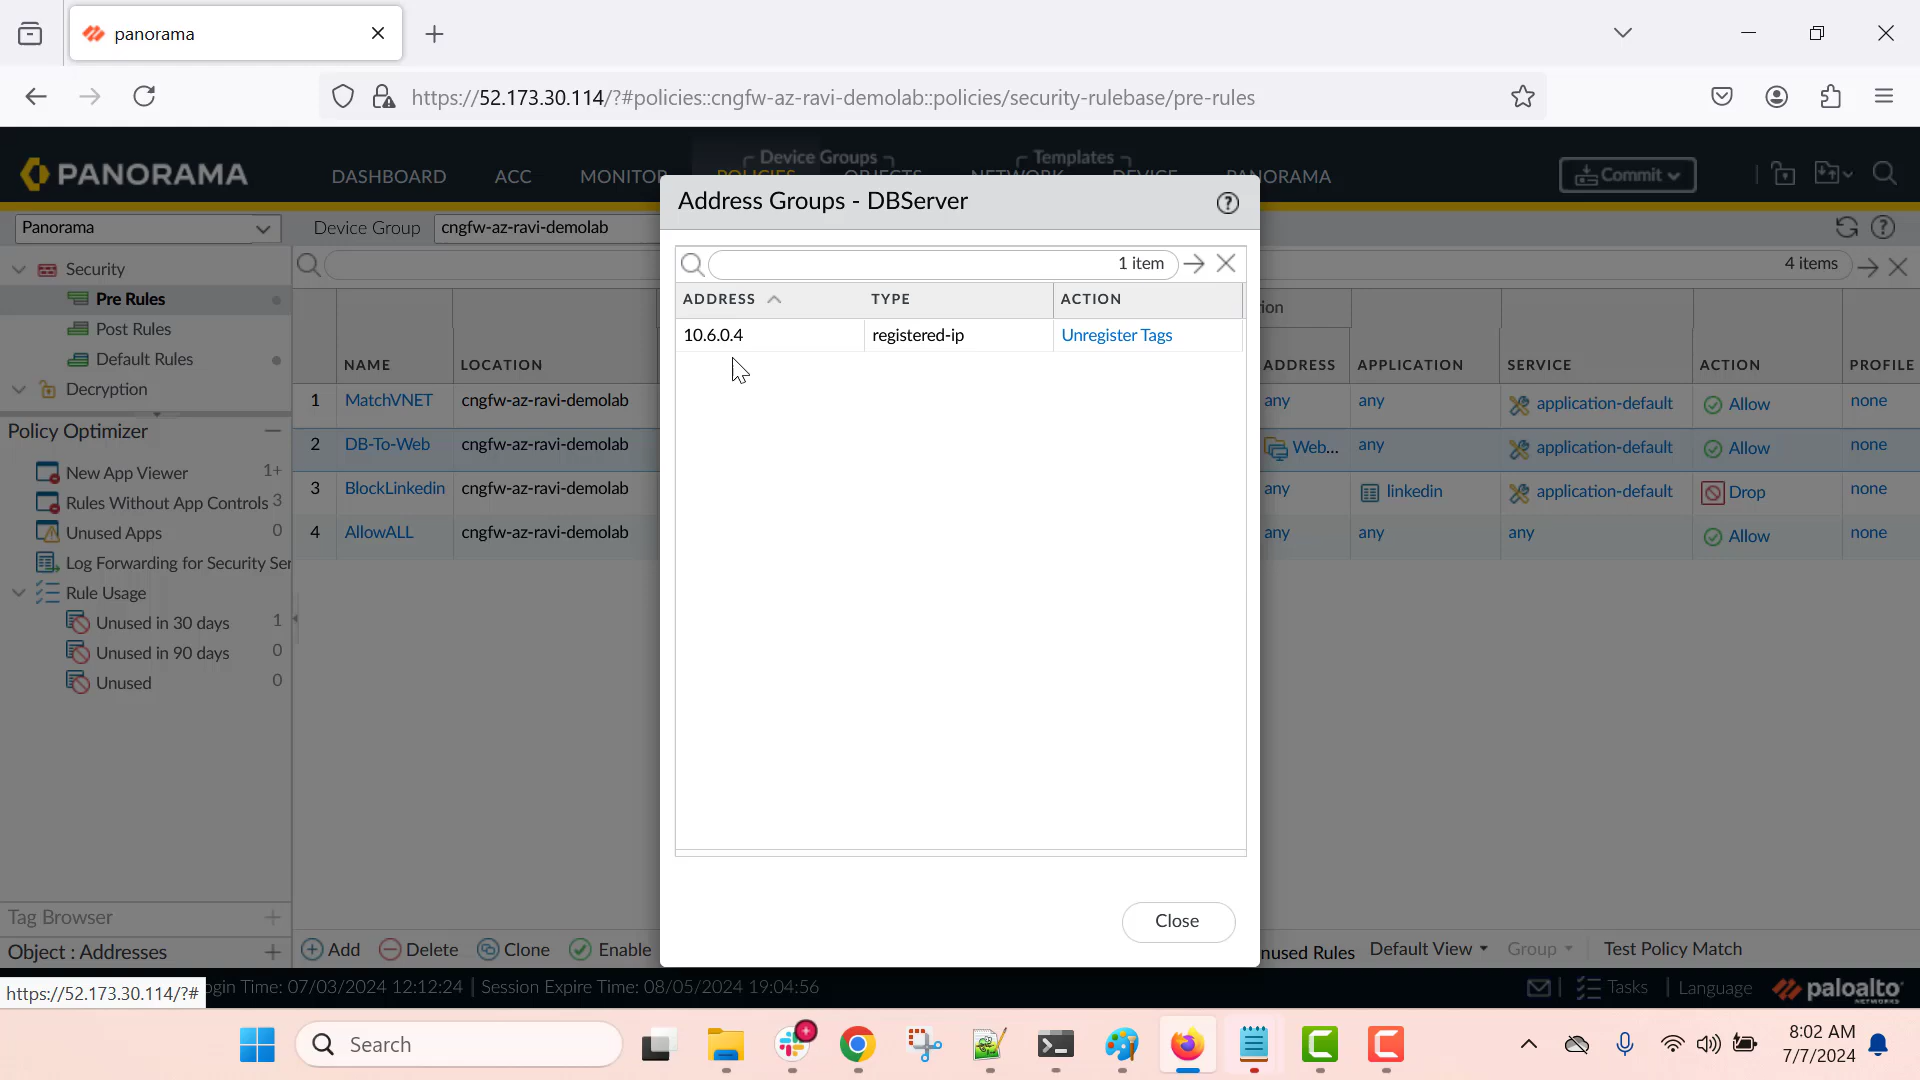 panorama
https://52.173.30.114/?#policies::cngfw-az-ravi-demolab::policies/security-rulebase/pre-rules
PANORAMA
DASHBOARD
ACC
MONITOR
Device Groups
POLICIES
OBJECTS
Templates
NETWORK
DEVICE
PANORAMA
Commit
Panorama
Device Group
cngfw-az-ravi-demolab
Security
Pre Rules
Post Rules
Default Rules
Decryption
Policy Optimizer
New App Viewer 1+
Rules Without App Controls 3
Unused Apps 0
Log Forwarding for Security Ser
Rule Usage
Unused in 30 days 1
Unused in 90 days 0
Unused 0
Tag Browser
Object : Addresses
4 items
NAME LOCATION ADDRESS APPLICATION SERVICE ACTION PROFILE
1 MatchVNET cngfw-az-ravi-demolab any any application-default Allow none
2 DB-To-Web cngfw-az-ravi-demolab Web... any application-default Allow none
3 BlockLinkedin cngfw-az-ravi-demolab any linkedin application-default Drop none
4 AllowALL cngfw-az-ravi-demolab any any any Allow none
Address Groups - DBServer
1 item
ADDRESS TYPE ACTION
10.6.0.4 registered-ip Unregister Tags
Close
Add Delete Clone Enable
Default View
Group
Test Policy Match
https://52.173.30.114/?#
Time: 07/03/2024 12:12:24 | Session Expire Time: 08/05/2024 19:04:56
Tasks | Language
paloalto
NETWORKS
Search
8:02 AM
7/7/2024